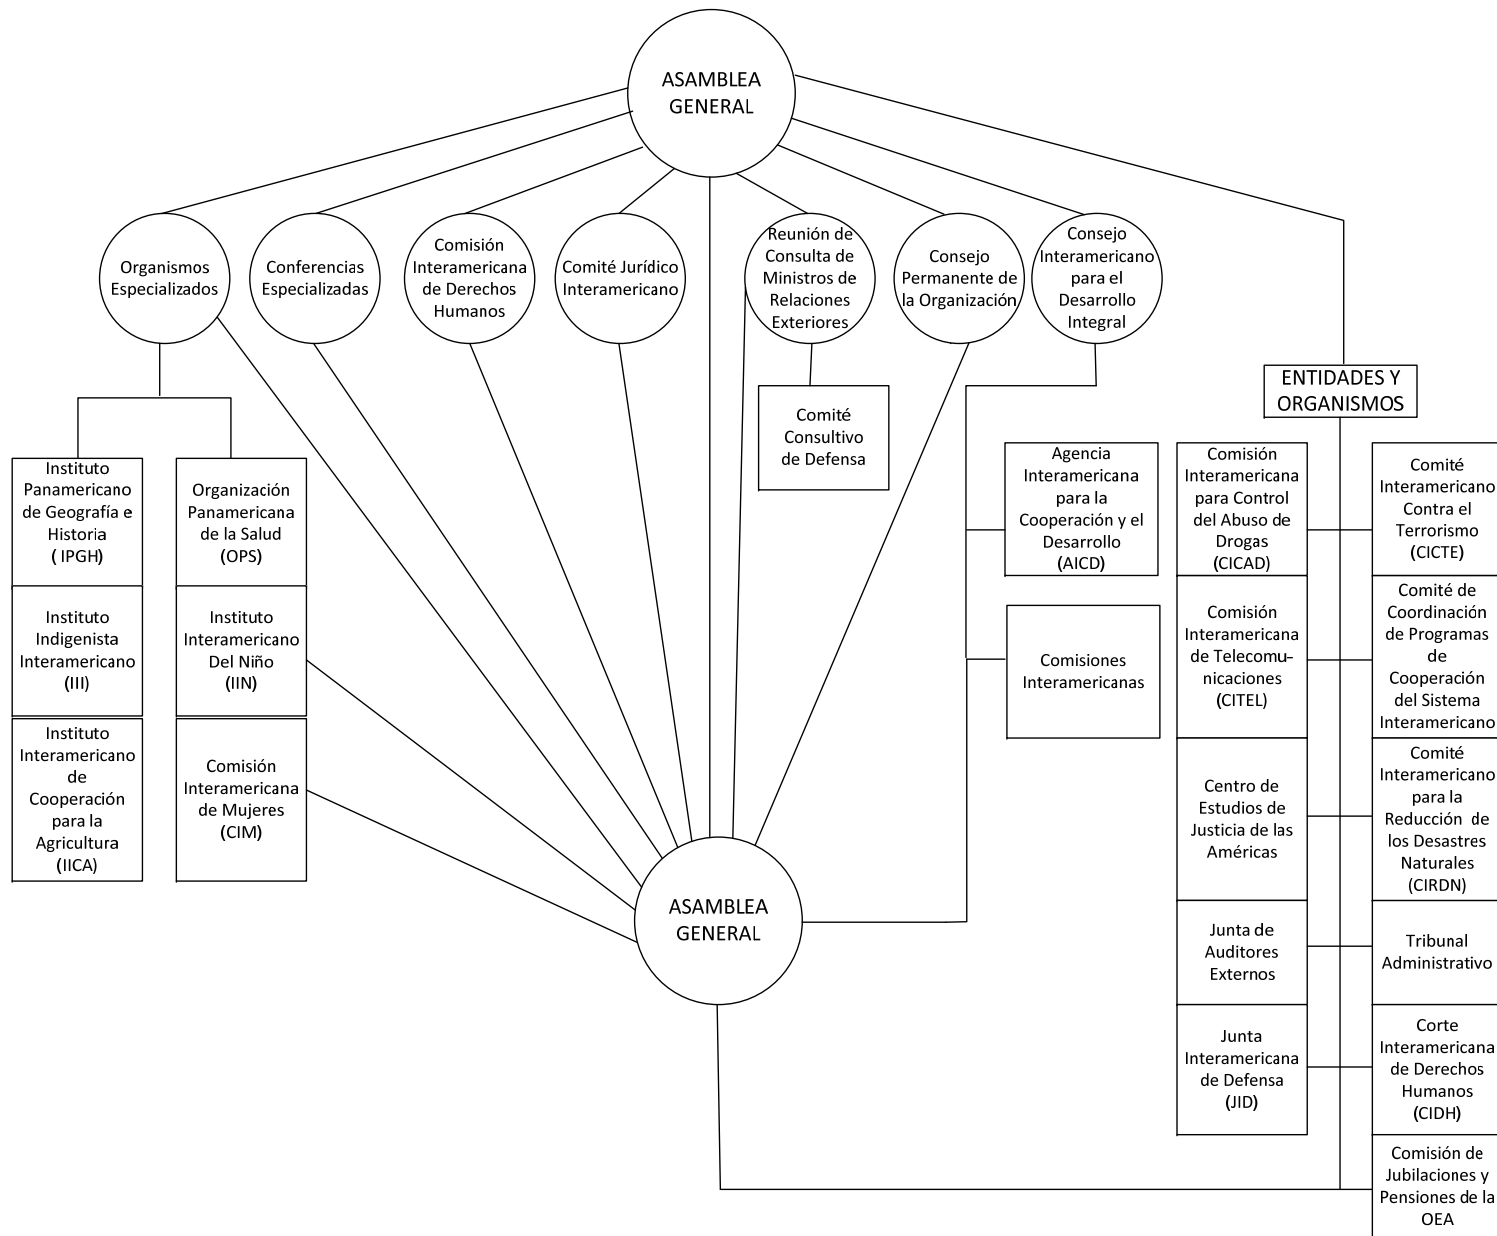 ASAMBLEA
GENERAL
Organismos
Especializados
Conferencias
Especializadas
Comisión
Interamericana
de Derechos
Humanos
Comité Jurídico
Interamericano
Reunión de
Consulta de
Ministros de
Relaciones
Exteriores
Consejo
Permanente de
la Organización
Consejo
Interamericano
para el
Desarrollo
Integral
ENTIDADES Y
ORGANISMOS
Comité
Consultivo
de Defensa
Instituto
Panamericano
de Geografía e
Historia
( IPGH)
Organización
Panamericana
de la Salud
(OPS)
Instituto
Indigenista
Interamericano
(III)
Instituto
Interamericano
Del Niño
(IIN)
Instituto
Interamericano
de
Cooperación
para la
Agricultura
(IICA)
Comisión
Interamericana
de Mujeres
(CIM)
Agencia
Interamericana
para la
Cooperación y el
Desarrollo
(AICD)
Comisiones
Interamericanas
Comisión
Interamericana
para Control
del Abuso de
Drogas
(CICAD)
Comité
Interamericano
Contra el
Terrorismo
(CICTE)
Comisión
Interamericana
de Telecomu-
nicaciones
(CITEL)
Comité de
Coordinación
de Programas
de
Cooperación
del Sistema
Interamericano
Centro de
Estudios de
Justicia de las
Américas
Comité
Interamericano
para la
Reducción de
los Desastres
Naturales
(CIRDN)
Junta de
Auditores
Externos
Tribunal
Administrativo
Junta
Interamericana
de Defensa
(JID)
Corte
Interamericana
de Derechos
Humanos
(CIDH)
Comisión de
Jubilaciones y
Pensiones de la
OEA
ASAMBLEA
GENERAL